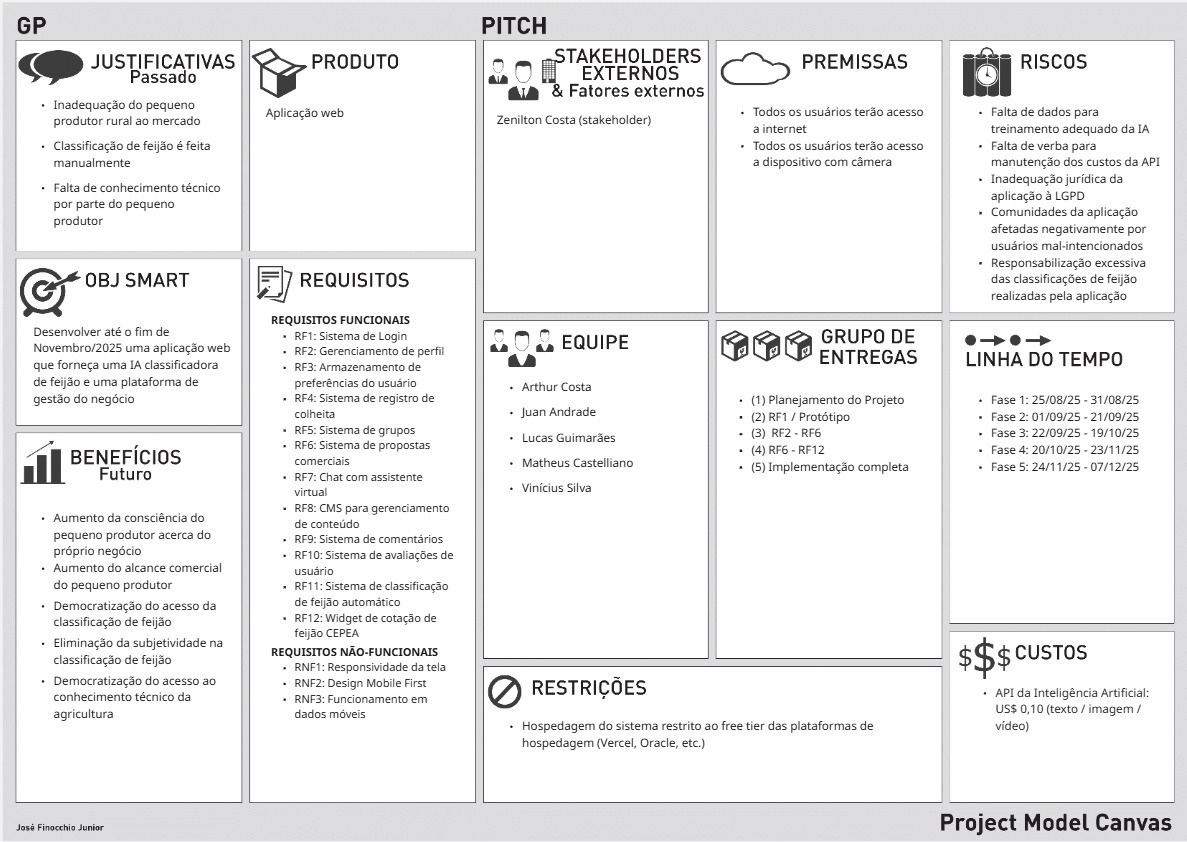 GP
PITCH
JUSTIFICATIVAS
Passado
• Inadequação do pequeno
produtor rural ao mercado
• Classificação de feijão é feita
manualmente
• Falta de conhecimento técnico
por parte do pequeno
produtor
PRODUTO
Aplicação web
STAKEHOLDERS
EXTERNOS
& Fatores externos
Zenilton Costa (stakeholder)
PREMISSAS
• Todos os usuários terão acesso
a internet
• Todos os usuários terão acesso
a dispositivo com câmera
RISCOS
• Falta de dados para
treinamento adequado da IA
• Falta de verba para
manutenção dos custos da API
• Inadequação jurídica da
aplicação à LGPD
• Comunidades da aplicação
afetadas negativamente por
usuários mal-intencionados
• Responsabilização excessiva
das classificações de feijão
realizadas pela aplicação
OBJ SMART
Desenvolver até o fim de
Novembro/2025 uma aplicação web
que forneça uma IA classificadora
de feijão e uma plataforma de
gestão do negócio
REQUISITOS
REQUISITOS FUNCIONAIS
• RF1: Sistema de Login
• RF2: Gerenciamento de perfil
• RF3: Armazenamento de
preferências do usuário
• RF4: Sistema de registro de
colheita
• RF5: Sistema de grupos
• RF6: Sistema de propostas
comerciais
• RF7: Chat com assistente
virtual
• RF8: CMS para gerenciamento
de conteúdo
• RF9: Sistema de comentários
• RF10: Sistema de avaliações de
usuário
• RF11: Sistema de classificação
de feijão automático
• RF12: Widget de cotação de
feijão CEPEA
REQUISITOS NÃO-FUNCIONAIS
• RNF1: Responsividade da tela
• RNF2: Design Mobile First
• RNF3: Funcionamento em
dados móveis
EQUIPE
• Arthur Costa
• Juan Andrade
• Lucas Guimarães
• Matheus Castelliano
• Vinícius Silva
GRUPO DE
ENTREGAS
• (1) Planejamento do Projeto
• (2) RF1 / Protótipo
• (3) RF2 - RF6
• (4) RF6 - RF12
• (5) Implementação completa
LINHA DO TEMPO
• Fase 1: 25/08/25 - 31/08/25
• Fase 2: 01/09/25 - 21/09/25
• Fase 3: 22/09/25 - 19/10/25
• Fase 4: 20/10/25 - 23/11/25
• Fase 5: 24/11/25 - 07/12/25
BENEFÍCIOS
Futuro
• Aumento da consciência do
pequeno produtor acerca do
próprio negócio
• Aumento do alcance comercial
do pequeno produtor
• Democratização do acesso da
classificação de feijão
• Eliminação da subjetividade na
classificação de feijão
• Democratização do acesso ao
conhecimento técnico da
agricultura
RESTRIÇÕES
• Hospedagem do sistema restrito ao free tier das plataformas de
hospedagem (Vercel, Oracle, etc.)
$$$ CUSTOS
• API da Inteligência Artificial:
US$ 0,10 (texto / imagem /
vídeo)
José Finocchio Junior
Project Model Canvas